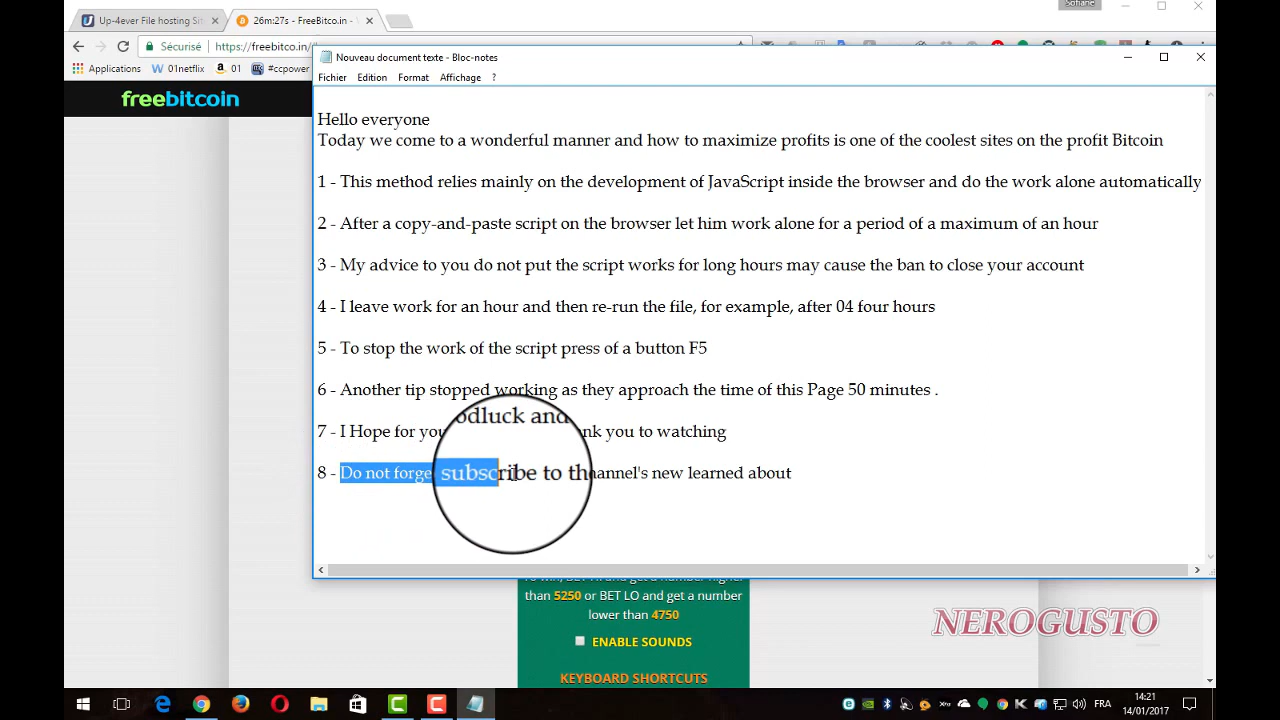 Sofiane
Up-4ever File hosting Si
26m:27s - FreeBitco.in -
Sécurisé
https://freebitco.in/
Applications
01netflix
01
#ccpower
freebitcoin
Nouveau document texte - Bloc-notes
Fichier Edition Format Affichage ?
Hello everyone
Today we come to a wonderful manner and how to maximize profits is one of the coolest sites on the profit Bitcoin
1 - This method relies mainly on the development of JavaScript inside the browser and do the work alone automatically
2 - After a copy-and-paste script on the browser let him work alone for a period of a maximum of an hour
3 - My advice to you do not put the script works for long hours may cause the ban to close your account
4 - I leave work for an hour and then re-run the file, for example, after 04 four hours
5 - To stop the work of the script press of a button F5
6 - Another tip stopped working as they approach the time of this Page 50 minutes .
7 - I Hope for you odluck and nk you to watching
8 - Do not forge subscribe to th annel's new learned about
than 5250 or BET LO and get a number
lower than 4750
ENABLE SOUNDS
KEYBOARD SHORTCUTS
NEROGUSTO
FRA
14:21
14/01/2017